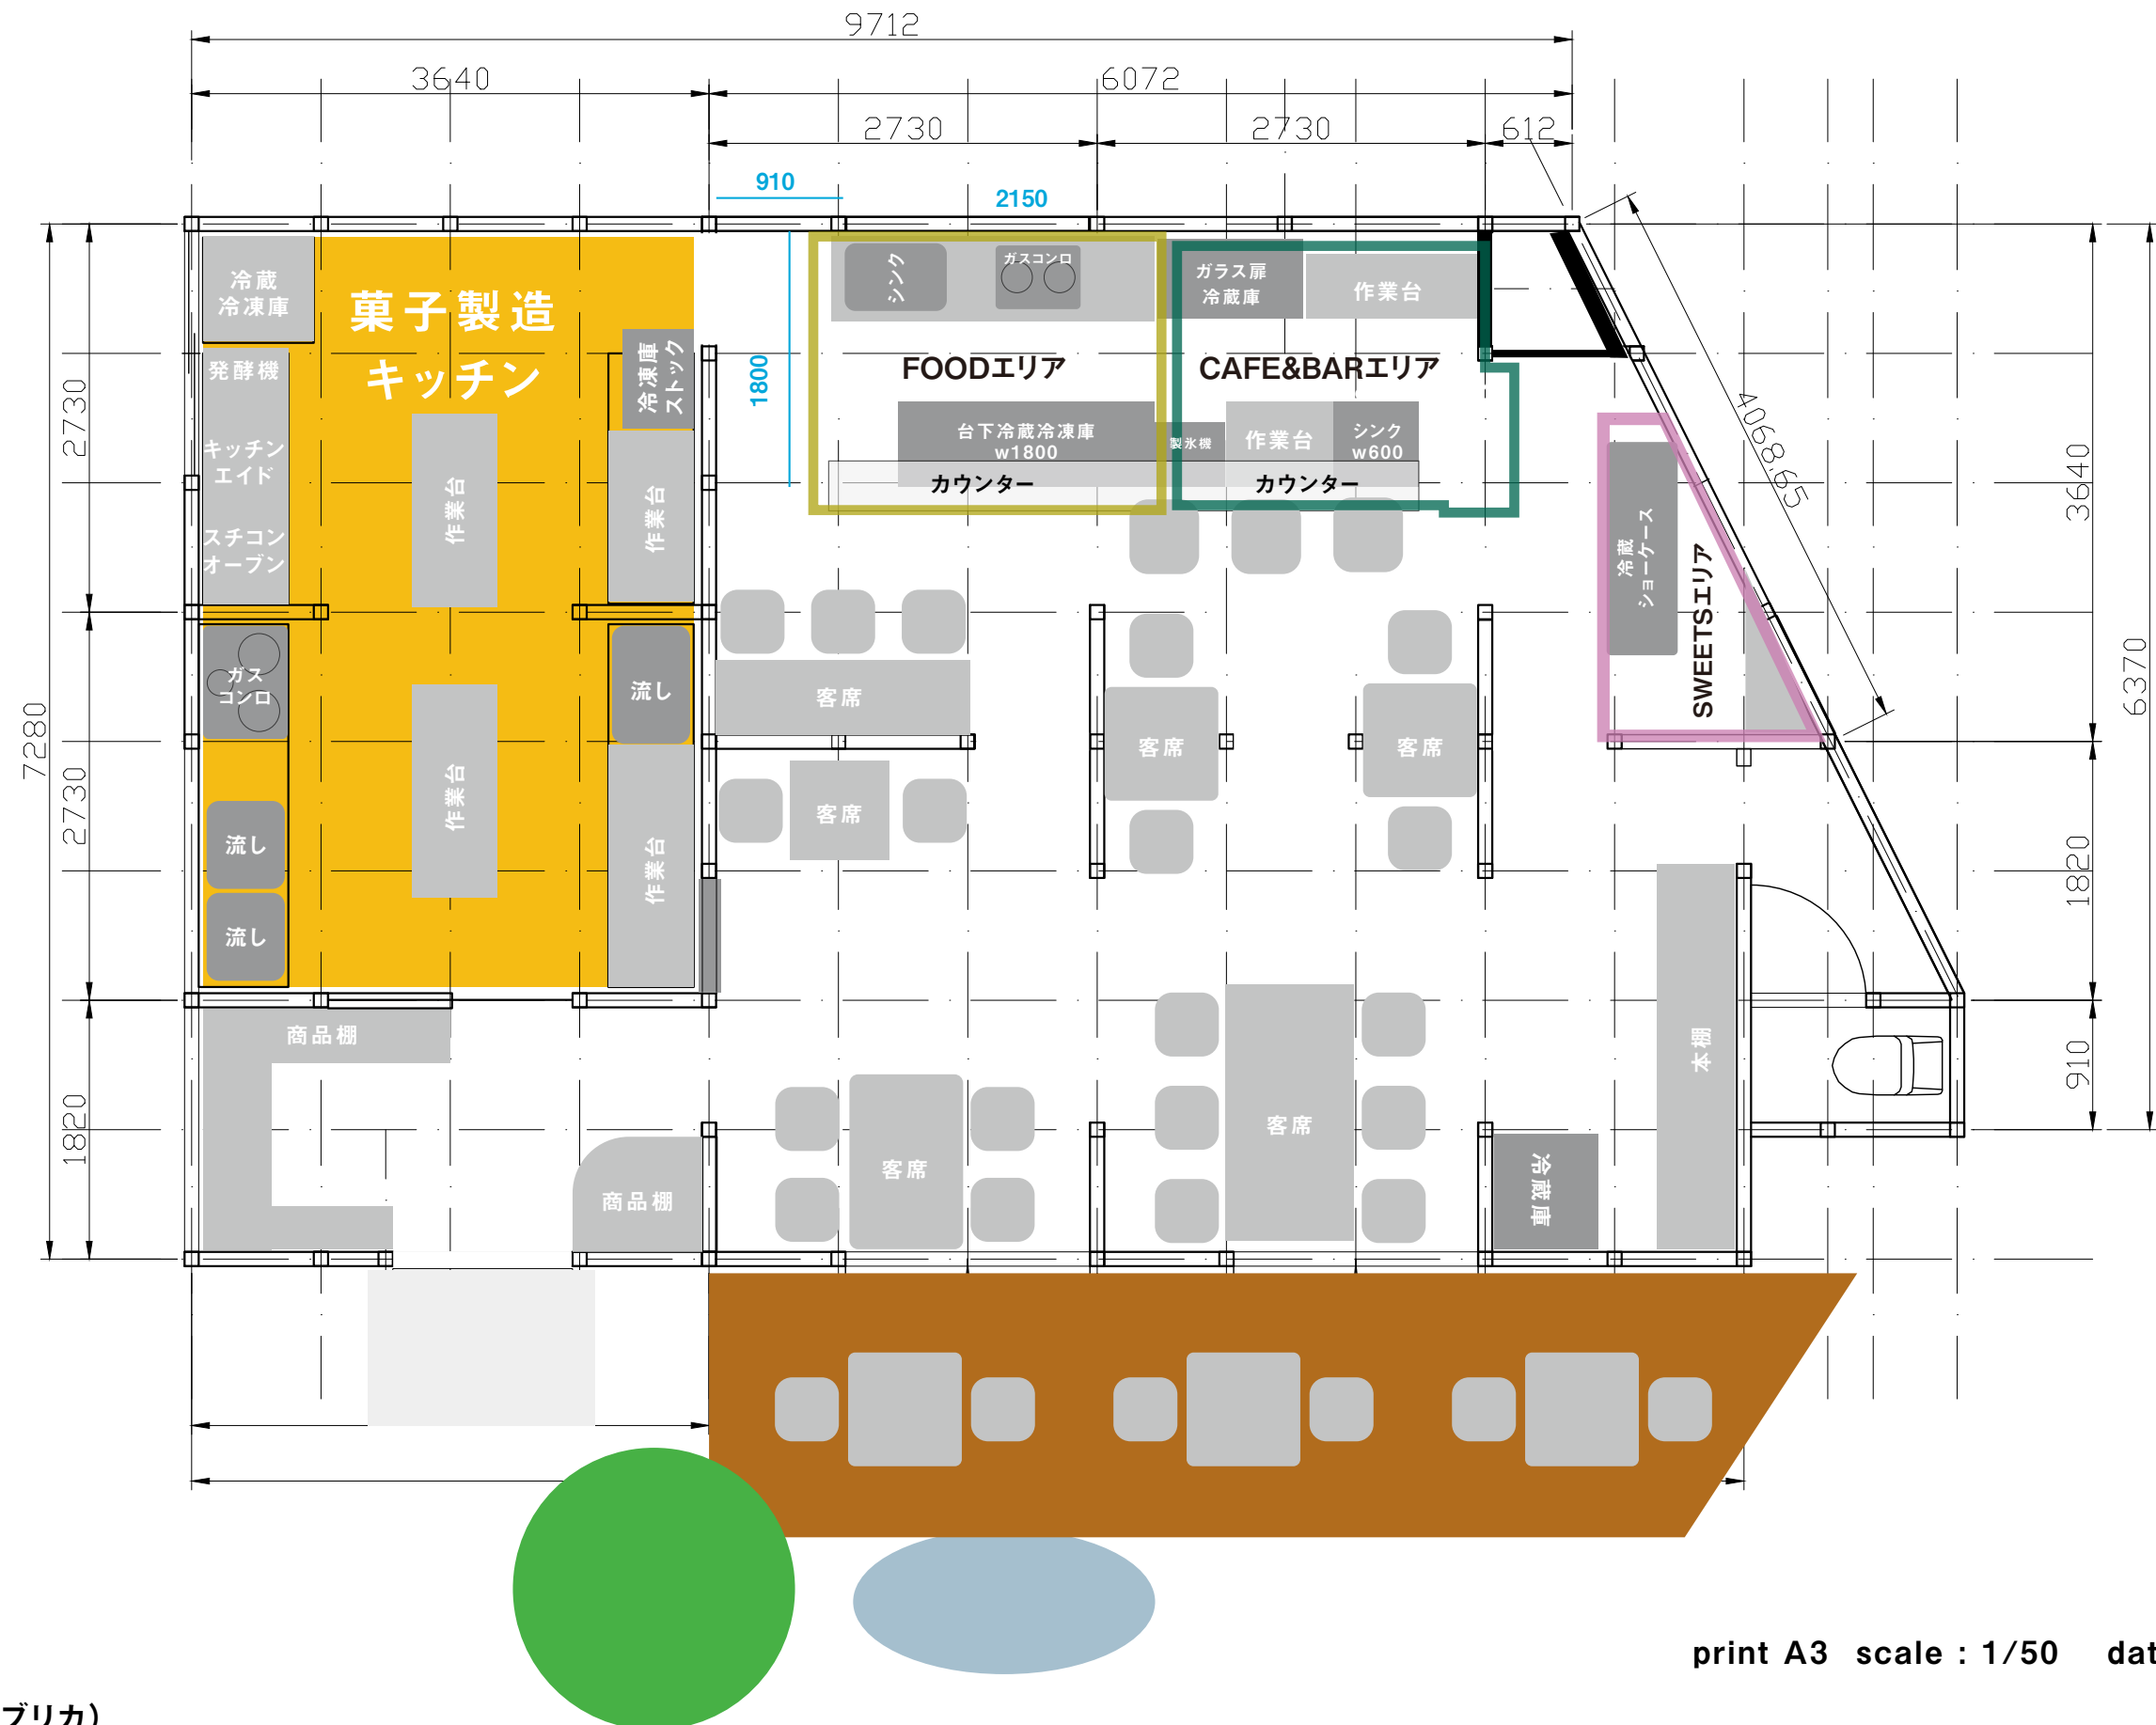 9712
3640
6072
2730
2730
612
910
2150
1800
7280
2730
2730
1820
4068,65
3640
6370
1820
910
冷蔵
冷凍庫
菓子製造
キッチン
発酵機
キッチン
エイド
スチコン
オーブン
冷凍庫
ストック
作業台
作業台
ガス
コンロ
流し
作業台
作業台
流し
流し
シンク
ガスコンロ
ガラス扉
冷蔵庫
作業台
FOODエリア
CAFE&BARエリア
台下冷蔵冷凍庫
w1800
製氷機
作業台
シンク
w600
カウンター
カウンター
冷蔵
ショーケース
SWEETSエリア
客席
客席
客席
客席
商品棚
商品棚
客席
客席
冷蔵庫
本棚
print A3 scale : 1/50 dat
ブリカ）